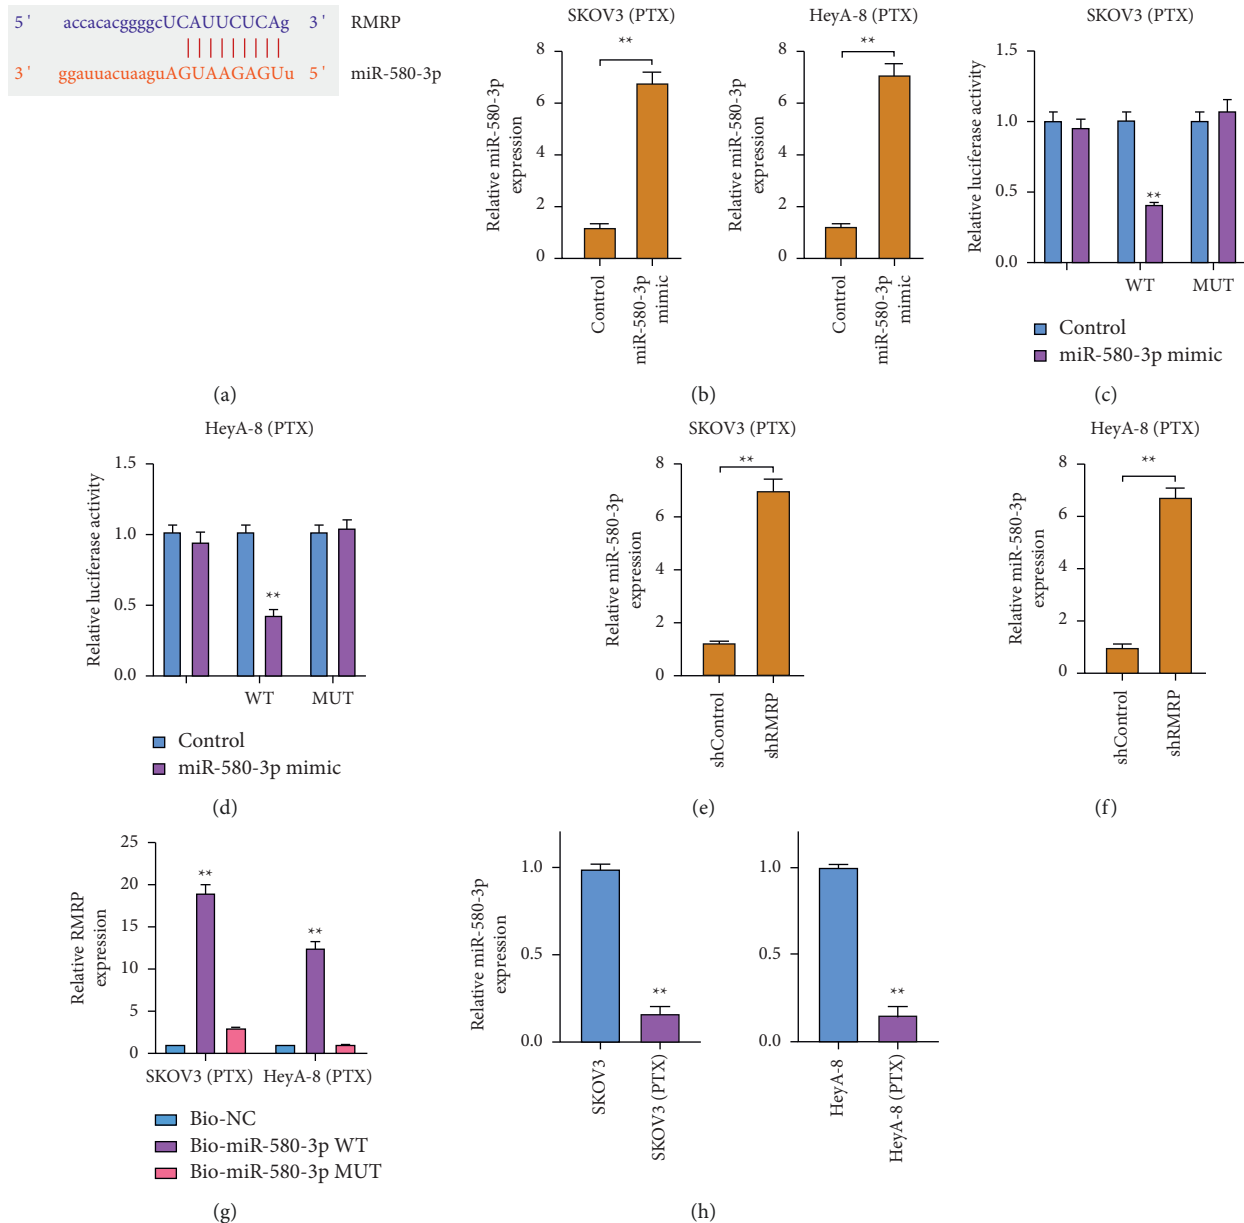 5' accacacggggcUCAUUCUCAg 3' RMRP
3' ggauuacuaaguAGUAAGAGUu 5' miR-580-3p
(a)
SKOV3 (PTX)
Relative miR-580-3p
expression
8
6
4
2
0
**
Control
miR-580-3p
mimic
HeyA-8 (PTX)
Relative miR-580-3p
expression
8
6
4
2
0
**
Control
miR-580-3p
mimic
(b)
SKOV3 (PTX)
Relative luciferase activity
1.5
1.0
0.5
0.0
**
WT MUT
Control
miR-580-3p mimic
(c)
HeyA-8 (PTX)
Relative luciferase activity
1.5
1.0
0.5
0.0
**
WT MUT
Control
miR-580-3p mimic
(d)
SKOV3 (PTX)
Relative miR-580-3p
expression
8
6
4
2
0
**
shControl
shRMRP
(e)
HeyA-8 (PTX)
Relative miR-580-3p
expression
8
6
4
2
0
**
shControl
shRMRP
(f)
Relative RMRP
expression
25
20
15
10
5
0
**
**
SKOV3 (PTX) HeyA-8 (PTX)
Bio-NC
Bio-miR-580-3p WT
Bio-miR-580-3p MUT
(g)
Relative miR-580-3p
expression
1.0
0.5
0.0
**
SKOV3
SKOV3 (PTX)
1.0
0.5
0.0
**
HeyA-8
HeyA-8 (PTX)
(h)